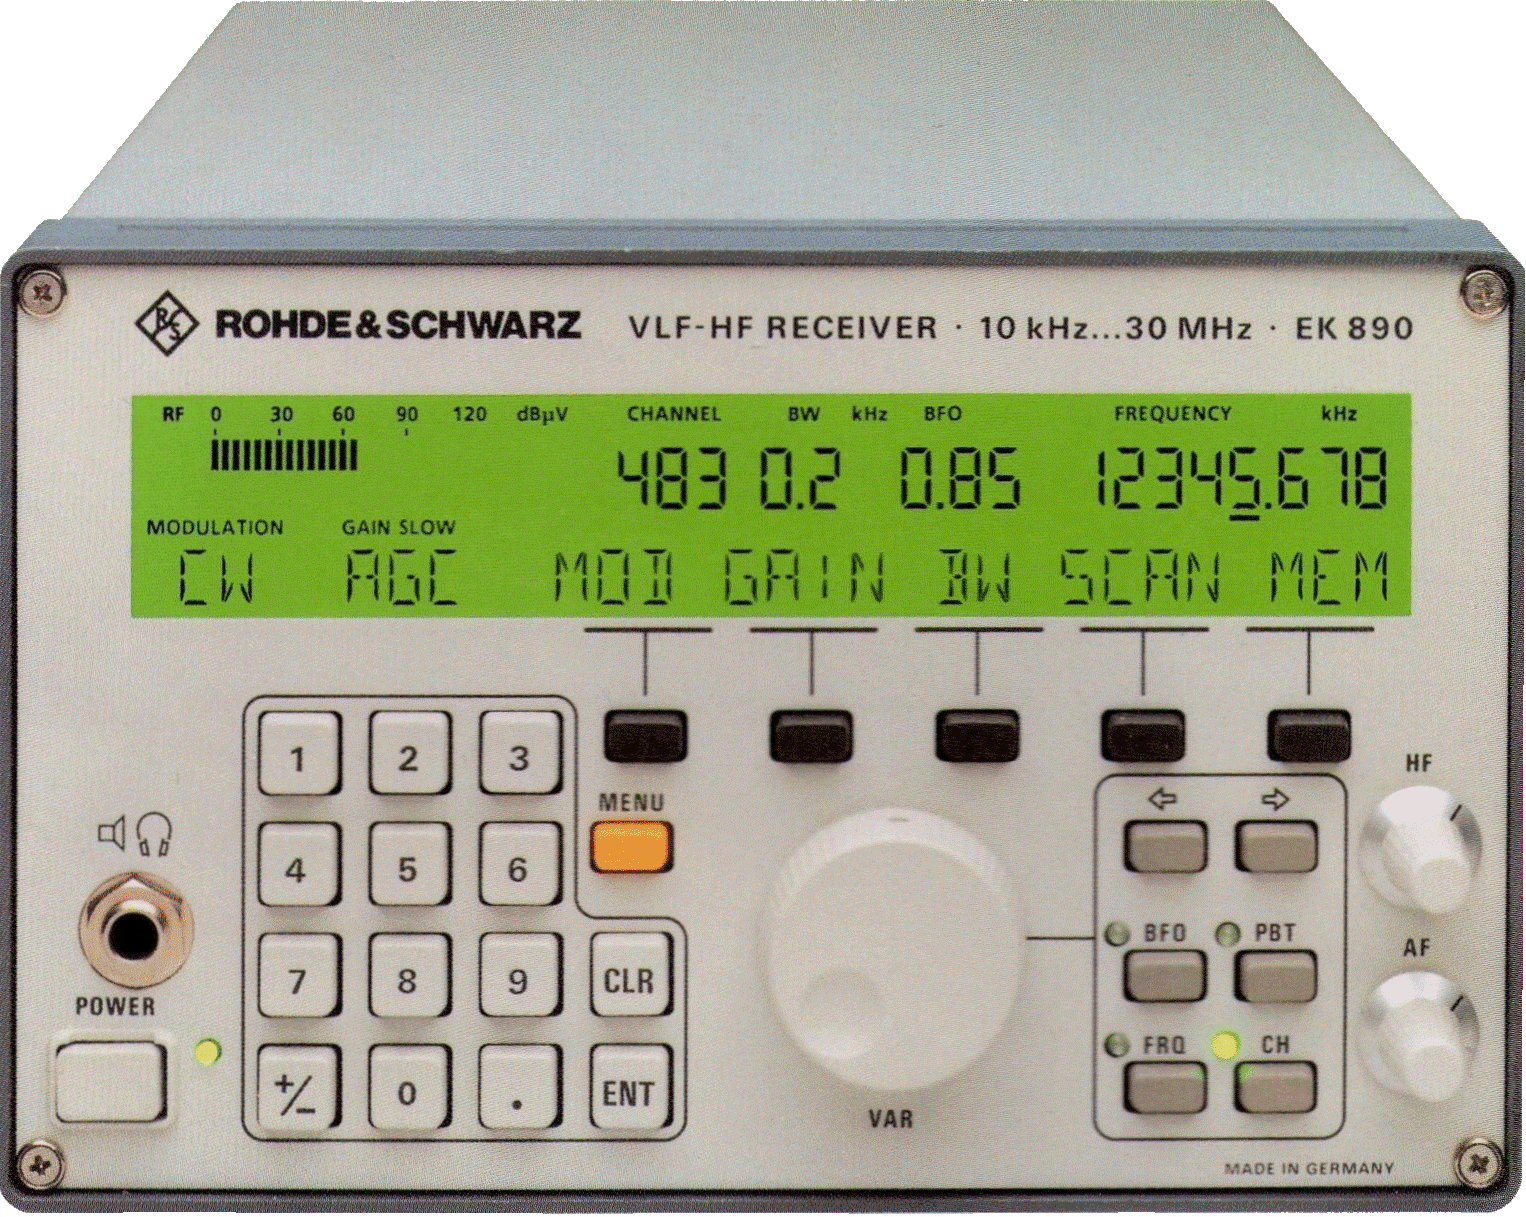 R&S ROHDE&SCHWARZ VLF-HF RECEIVER · 10 kHz...30 MHz · EK 890
RF 0 30 60 90 120 dBµV CHANNEL BW kHz BFO FREQUENCY kHz
483 0.2 0.85 12345.678
MODULATION GAIN SLOW
CW AGC MOD GAIN BW SCAN MEM
1 2 3
HF
MENU
4 5 6
BFO PBT
AF
7 8 9 CLR
POWER
FRQ CH
+/- 0 . ENT
VAR
MADE IN GERMANY